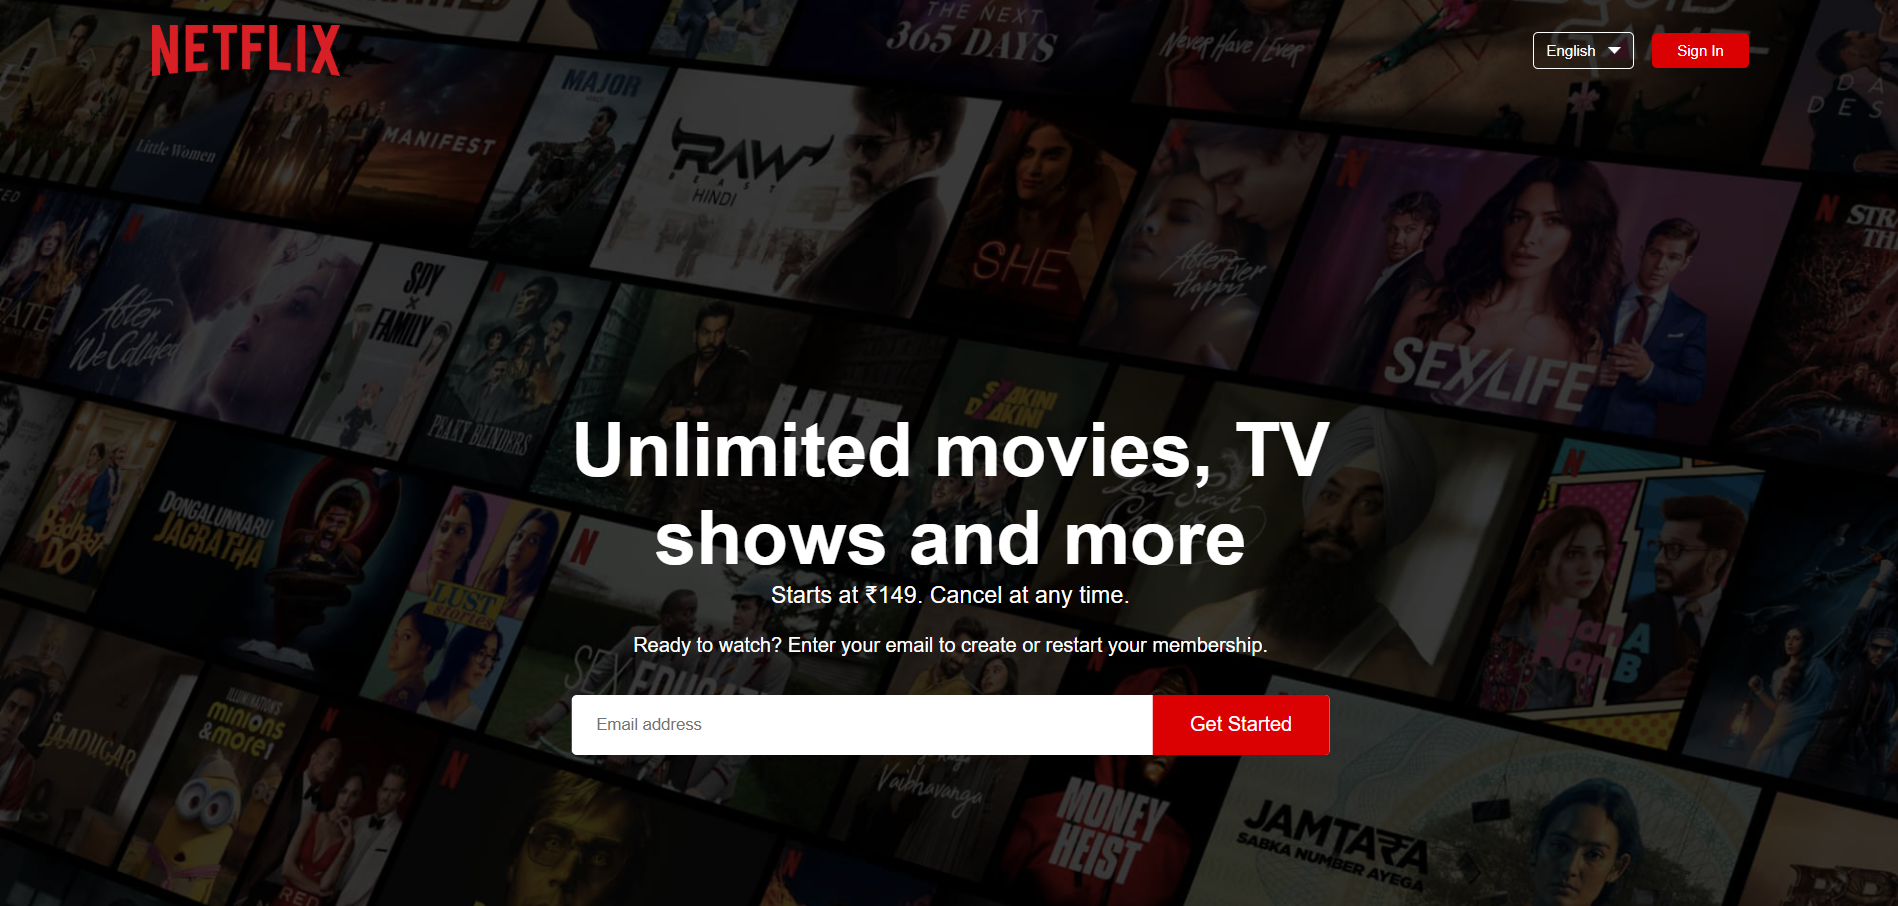 NETFLIX
English
Sign In
THE NEXT
365 DAYS
Never Have I Ever
Little Women
MANIFEST
MAJOR
RAW
BEAST
HINDI
SHE
After Ever
Happy
SEX/LIFE
After
We Collided
SPY
×
FAMILY
PEAKY BLINDERS
HIT
Unlimited movies, TV
shows and more
Starts at ₹149. Cancel at any time.
Ready to watch? Enter your email to create or restart your membership.
Email address
Get Started
Badhaai
DO
DONGALUNNARU
JAGRATHA
LUST
stories
SEX
JAADUGAR
ILLUMINATION'S
minions
&more!
Vaibhavanga
MONEY
HEIST
JAMTARA
SABKA NUMBER AYEGA